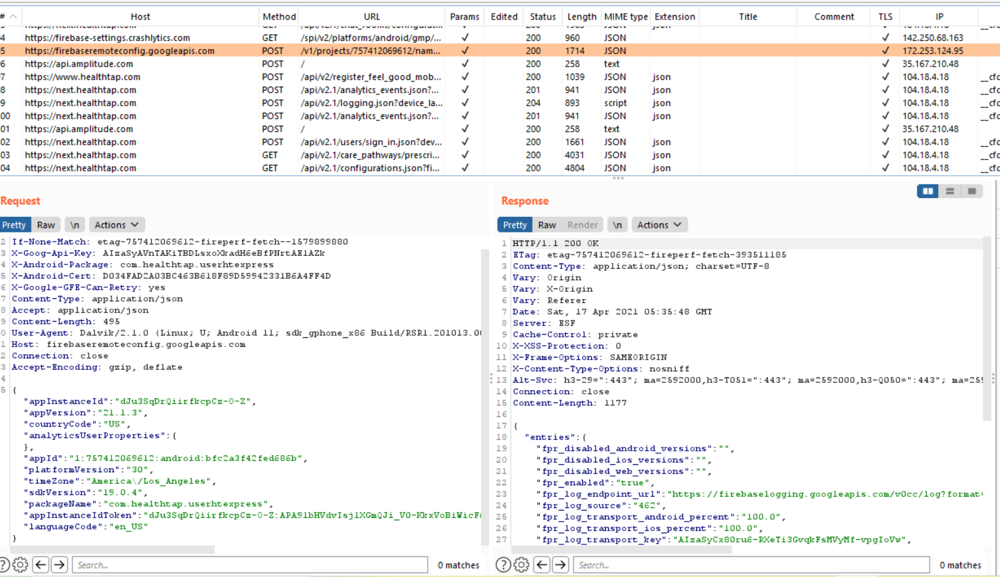 # Host Method URL Params Edited Status Length MIME type Extension Title Comment TLS IP
4 https://firebase-settings.crashlytics.com GET /spi/v2/platforms/android/gmp/... ✓ 200 960 JSON ✓ 142.250.68.163
5 https://firebaseremoteconfig.googleapis.com POST /v1/projects/757412069612/nam... ✓ 200 1714 JSON ✓ 172.253.124.95
6 https://api.amplitude.com POST / ✓ 200 258 text ✓ 35.167.210.48
7 https://www.healthtap.com POST /api/v2/register_feel_good_mob... ✓ 200 1039 JSON json ✓ 104.18.4.18 __cfd
8 https://next.healthtap.com POST /api/v2.1/analytics_events.json?... ✓ 201 941 JSON json ✓ 104.18.4.18 __cfd
9 https://next.healthtap.com POST /api/v2.1/logging.json?device_la... ✓ 204 893 script json ✓ 104.18.4.18 __cfd
00 https://next.healthtap.com POST /api/v2.1/analytics_events.json?... ✓ 201 941 JSON json ✓ 104.18.4.18 __cfd
01 https://api.amplitude.com POST / ✓ 200 258 text ✓ 35.167.210.48
02 https://next.healthtap.com POST /api/v2.1/users/sign_in.json?dev... ✓ 200 1661 JSON json ✓ 104.18.4.18 __cfd
03 https://next.healthtap.com GET /api/v2.1/care_pathways/prescri... ✓ 200 4031 JSON json ✓ 104.18.4.18 __cfd
04 https://next.healthtap.com GET /api/v2.1/configurations.json?fi... ✓ 200 4804 JSON json ✓ 104.18.4.18 __cfd
Request
Pretty Raw \n Actions
2 If-None-Match: etag-757412069612-fireperf-fetch--1579899880
3 X-Goog-Api-Key: AIzaSyAVnTAKiTBDLsxoXkadH6eBfPNrtAE1AZk
4 X-Android-Package: com.healthtap.userhtexpress
5 X-Android-Cert: D034FAD2A03BC463B618F89D59942331B6A4FF4D
6 X-Google-GFE-Can-Retry: yes
7 Content-Type: application/json
8 Accept: application/json
9 Content-Length: 495
0 User-Agent: Dalvik/2.1.0 (Linux; U; Android 11; sdk_gphone_x86 Build/RSR1.201013.00
1 Host: firebaseremoteconfig.googleapis.com
2 Connection: close
3 Accept-Encoding: gzip, deflate
4
5 {
"appInstanceId":"dJu3SqDrQiirfkcpCz-0-Z",
"appVersion":"21.1.3",
"countryCode":"US",
"analyticsUserProperties":{
},
"appId":"1:757412069612:android:bfc2a3f42fed686b",
"platformVersion":"30",
"timeZone":"America\/Los_Angeles",
"sdkVersion":"19.0.4",
"packageName":"com.healthtap.userhtexpress",
"appInstanceIdToken":"dJu3SqDrQiirfkcpCz-0-Z:APA91bHVdvIsj1XGmQJi_V0-KkxVoBiWicF
"languageCode":"en_US"
}
Search... 0 matches
Response
Pretty Raw Render \n Actions
1 HTTP/1.1 200 OK
2 ETag: etag-757412069612-fireperf-fetch-393511185
3 Content-Type: application/json; charset=UTF-8
4 Vary: Origin
5 Vary: X-Origin
6 Vary: Referer
7 Date: Sat, 17 Apr 2021 05:35:48 GMT
8 Server: ESF
9 Cache-Control: private
10 X-XSS-Protection: 0
11 X-Frame-Options: SAMEORIGIN
12 X-Content-Type-Options: nosniff
13 Alt-Svc: h3-29=":443"; ma=2592000,h3-T051=":443"; ma=2592000,h3-Q050=":443"; ma=259
14 Connection: close
15 Content-Length: 1177
16
17 {
18 "entries":{
19 "fpr_disabled_android_versions":"",
20 "fpr_disabled_ios_versions":"",
21 "fpr_disabled_web_versions":"",
22 "fpr_enabled":"true",
23 "fpr_log_endpoint_url":"https://firebaselogging.googleapis.com/v0cc/log?format=
24 "fpr_log_source":"462",
25 "fpr_log_transport_android_percent":"100.0",
26 "fpr_log_transport_ios_percent":"100.0",
27 "fpr_log_transport_key":"AIzaSyCx8Oru6-RXeTi3GvqkFsMVyMf-vpgIoVw",
Search... 0 matches